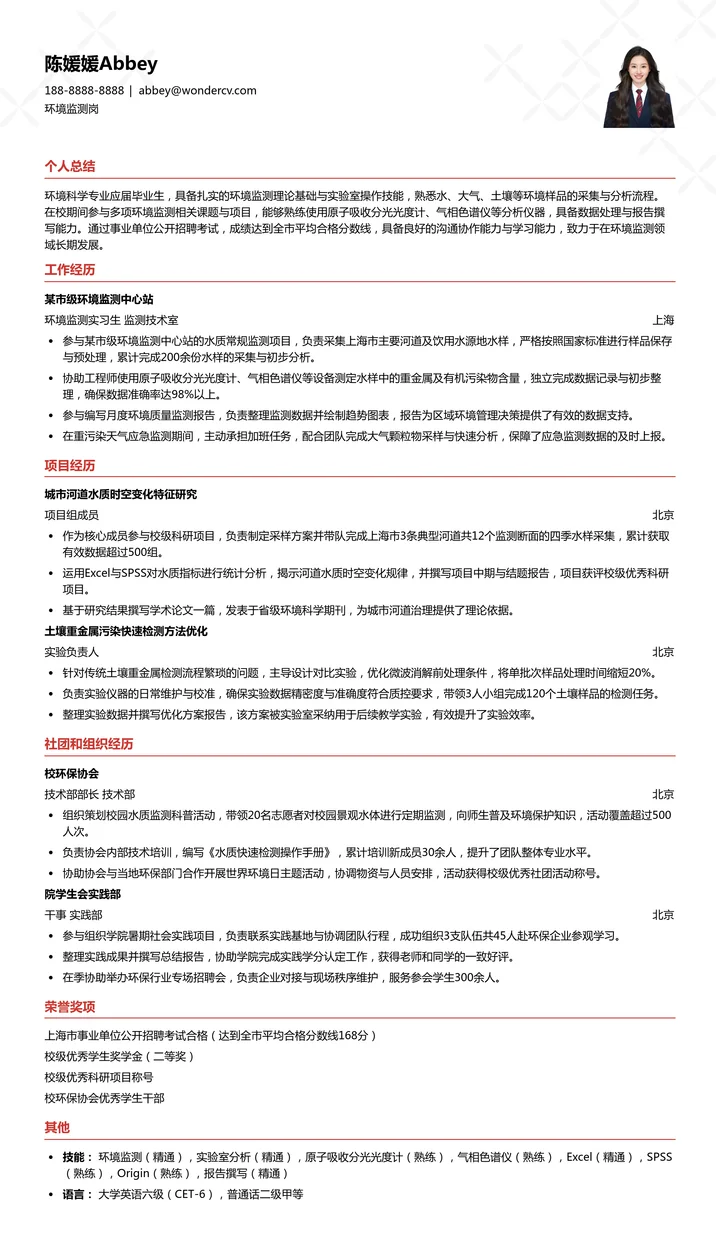 陈媛媛Abbey
188-8888-8888 | abbey@wondercv.com
环境监测岗
个人总结
环境科学专业应届毕业生，具备扎实的环境监测理论基础与实验室操作技能，熟悉水、大气、土壤等环境样品的采集与分析流程。
在校期间参与多项环境监测相关课题与项目，能够熟练使用原子吸收分光光度计、气相色谱仪等分析仪器，具备数据处理与报告撰
写能力。通过事业单位公开招聘考试，成绩达到全市平均合格分数线，具备良好的沟通协作能力与学习能力，致力于在环境监测领
域长期发展。
工作经历
某市级环境监测中心站
环境监测实习生 监测技术室 上海
• 参与某市级环境监测中心站的水质常规监测项目，负责采集上海市主要河道及饮用水源地水样，严格按照国家标准进行样品保存
与预处理，累计完成200余份水样的采集与初步分析。
• 协助工程师使用原子吸收分光光度计、气相色谱仪等设备测定水样中的重金属及有机污染物含量，独立完成数据记录与初步整
理，确保数据准确率达98%以上。
• 参与编写月度环境质量监测报告，负责整理监测数据并绘制趋势图表，报告为区域环境管理决策提供了有效的数据支持。
• 在重污染天气应急监测期间，主动承担加班任务，配合团队完成大气颗粒物采样与快速分析，保障了应急监测数据的及时上报。
项目经历
城市河道水质时空变化特征研究
项目组成员 北京
• 作为核心成员参与校级科研项目，负责制定采样方案并带队完成上海市3条典型河道共12个监测断面的四季水样采集，累计获取
有效数据超过500组。
• 运用Excel与SPSS对水质指标进行统计分析，揭示河道水质时空变化规律，并撰写项目中期与结题报告，项目获评校级优秀科研
项目。
• 基于研究结果撰写学术论文一篇，发表于省级环境科学期刊，为城市河道治理提供了理论依据。
土壤重金属污染快速检测方法优化
实验负责人 北京
• 针对传统土壤重金属检测流程繁琐的问题，主导设计对比实验，优化微波消解前处理条件，将单批次样品处理时间缩短20%。
• 负责实验仪器的日常维护与校准，确保实验数据精密度与准确度符合质控要求，带领3人小组完成120个土壤样品的检测任务。
• 整理实验数据并撰写优化方案报告，该方案被实验室采纳用于后续教学实验，有效提升了实验效率。
社团和组织经历
校环保协会
技术部部长 技术部 北京
• 组织策划校园水质监测科普活动，带领20名志愿者对校园景观水体进行定期监测，向师生普及环境保护知识，活动覆盖超过500
人次。
• 负责协会内部技术培训，编写《水质快速检测操作手册》，累计培训新成员30余人，提升了团队整体专业水平。
• 协助协会与当地环保部门合作开展世界环境日主题活动，协调物资与人员安排，活动获得校级优秀社团活动称号。
院学生会实践部
干事 实践部 北京
• 参与组织学院暑期社会实践项目，负责联系实践基地与协调团队行程，成功组织3支队伍共45人赴环保企业参观学习。
• 整理实践成果并撰写总结报告，协助学院完成实践学分认定工作，获得老师和同学的一致好评。
• 在季协助举办环保行业专场招聘会，负责企业对接与现场秩序维护，服务参会学生300余人。
荣誉奖项
上海市事业单位公开招聘考试合格（达到全市平均合格分数线168分）
校级优秀学生奖学金（二等奖）
校级优秀科研项目称号
校环保协会优秀学生干部
其他
• 技能： 环境监测（精通），实验室分析（精通），原子吸收分光光度计（熟练），气相色谱仪（熟练），Excel（精通），SPSS
（熟练），Origin（熟练），报告撰写（精通）
• 语言： 大学英语六级（CET-6），普通话二级甲等